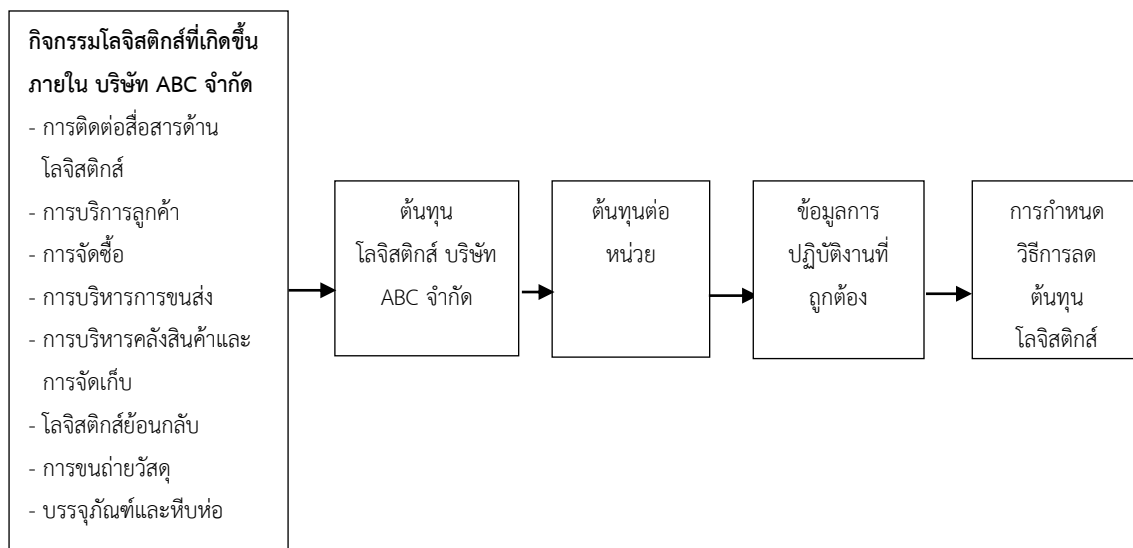 กิจกรรมโลจิสติกส์ที่เกิดขึ้น
ภายใน บริษัท ABC จำกัด
- การติดต่อสื่อสารด้าน
โลจิสติกส์
- การบริการลูกค้า
- การจัดซื้อ
- การบริหารการขนส่ง
- การบริหารคลังสินค้าและ
การจัดเก็บ
- โลจิสติกส์ย้อนกลับ
- การขนถ่ายวัสดุ
- บรรจุภัณฑ์และหีบห่อ
ต้นทุน
โลจิสติกส์ บริษัท
ABC จำกัด
ต้นทุนต่อ
หน่วย
ข้อมูลการ
ปฏิบัติงานที่
ถูกต้อง
การกำหนด
วิธีการลด
ต้นทุน
โลจิสติกส์